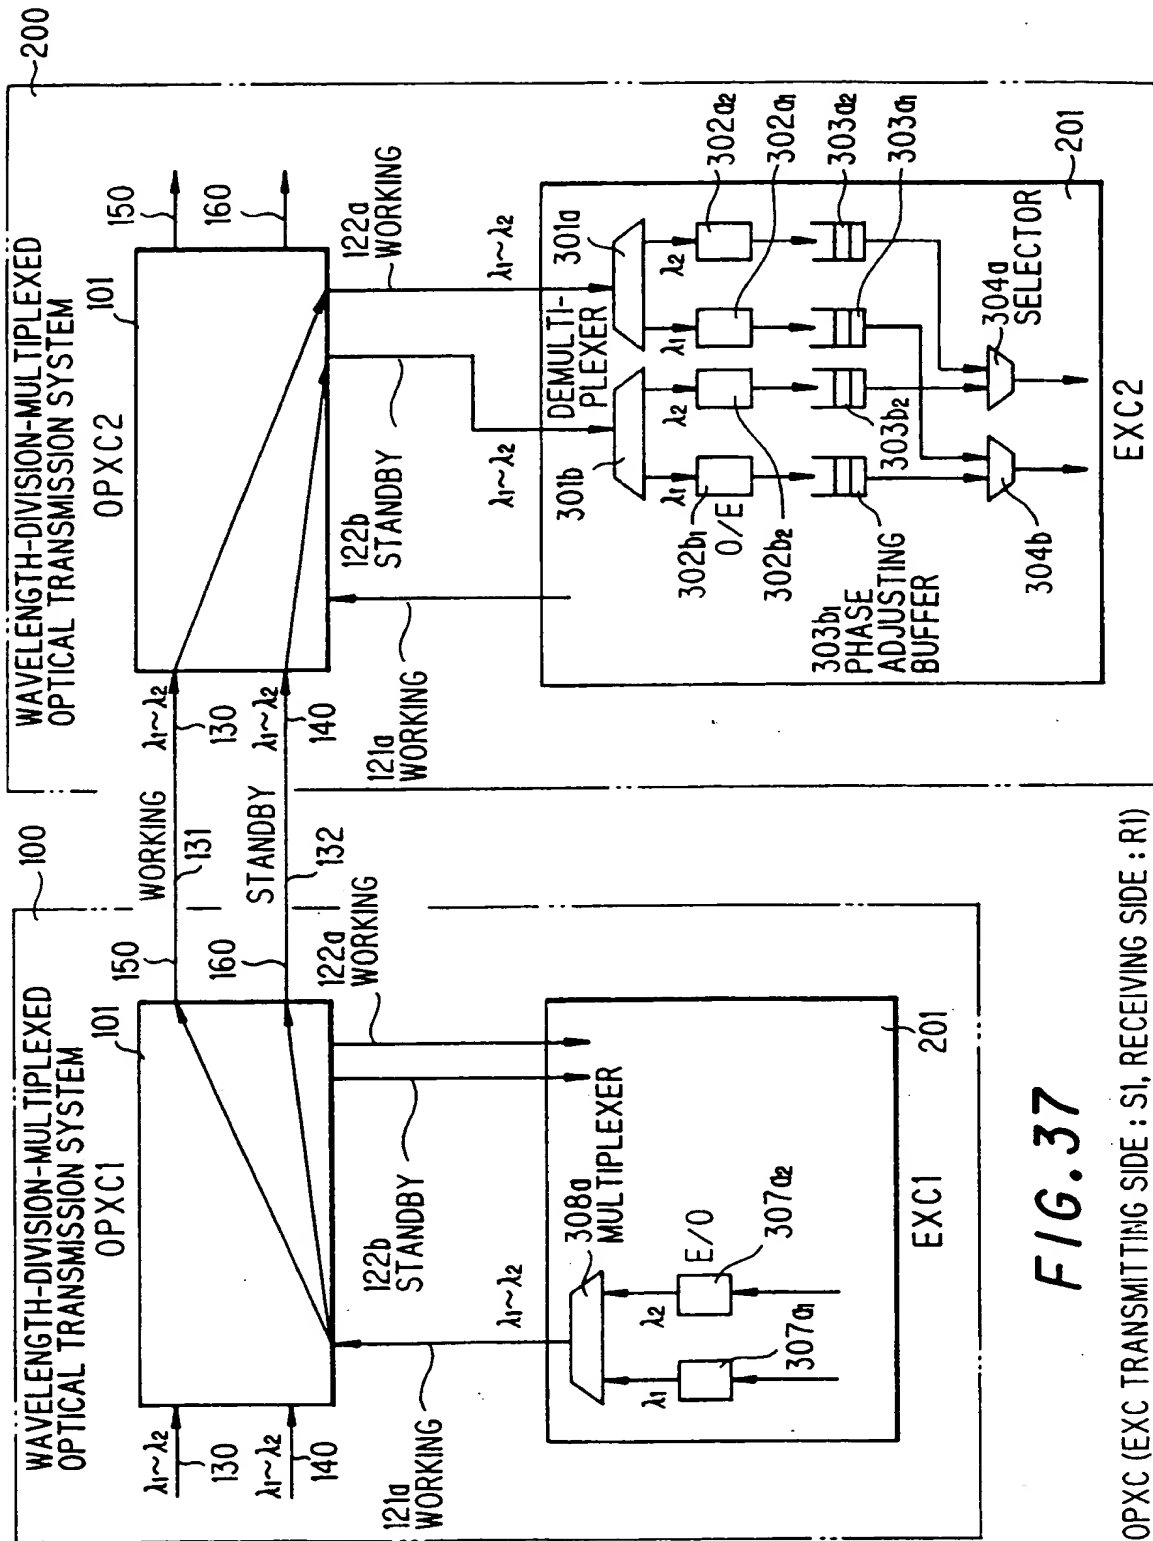 WAVELENGTH-DIVISION-MULTIPLEXED
OPTICAL TRANSMISSION SYSTEM
100
OPXC1
101
λ1~λ2
130
λ1~λ2
140
150
160
WORKING
131
STANDBY
132
121a
WORKING
122b
STANDBY
122a
WORKING
λ1~λ2
308a
MULTIPLEXER
λ1
λ2
E/O
307a1
307a2
201
EXC1
WAVELENGTH-DIVISION-MULTIPLEXED
OPTICAL TRANSMISSION SYSTEM
200
OPXC2
101
λ1~λ2
130
λ1~λ2
140
150
160
121a
WORKING
122b
STANDBY
122a
WORKING
λ1~λ2
λ1~λ2
DEMULTI-
PLEXER
301b
301a
λ1
λ2
λ1
λ2
302b1
O/E
302b2
302a2
302a1
303b1
PHASE
ADJUSTING
BUFFER
303b2
303a2
303a1
304b
304a
SELECTOR
201
EXC2
FIG. 37
OPXC (EXC TRANSMITTING SIDE : S1, RECEIVING SIDE : R1)